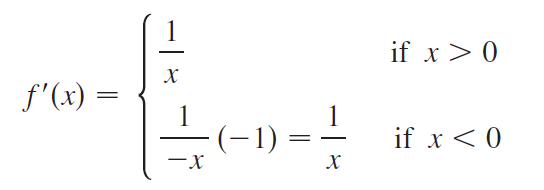 f'(x) = { 1/x if x > 0
1/−x (−1) = 1/x if x < 0